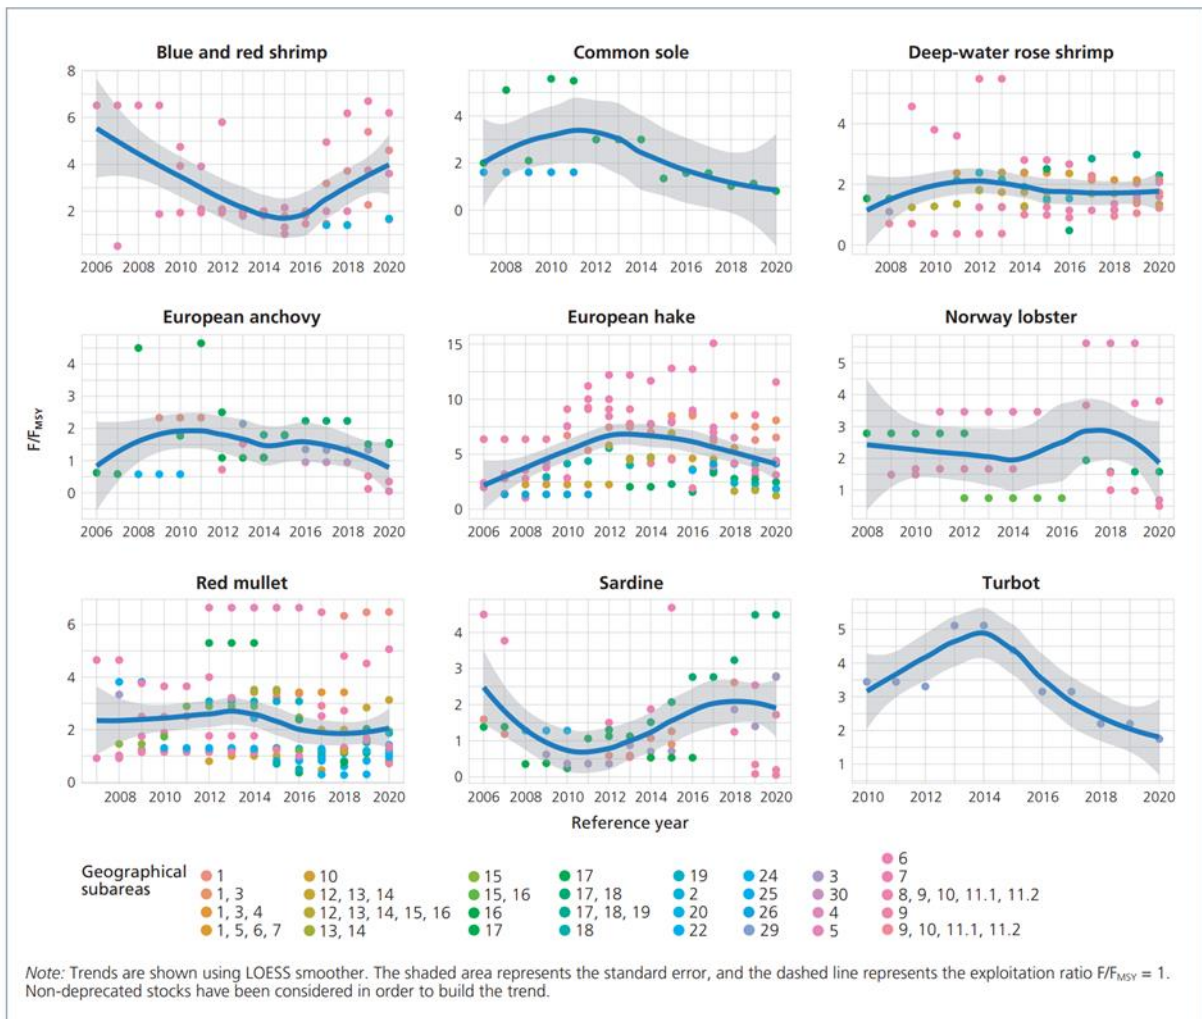 Blue and red shrimp
8
6
4
2
2006 2008 2010 2012 2014 2016 2018 2020
Common sole
4
2
0
2008 2010 2012 2014 2016 2018 2020
Deep-water rose shrimp
4
2
0
2008 2010 2012 2014 2016 2018 2020
F/FMSY
European anchovy
4
3
2
1
0
2006 2008 2010 2012 2014 2016 2018 2020
European hake
15
10
5
0
2006 2008 2010 2012 2014 2016 2018 2020
Norway lobster
5
4
3
2
1
2008 2010 2012 2014 2016 2018 2020
Red mullet
6
4
2
0
2008 2010 2012 2014 2016 2018 2020
Sardine
4
3
2
1
0
2006 2008 2010 2012 2014 2016 2018 2020
Turbot
5
4
3
2
1
2010 2012 2014 2016 2018 2020
Reference year
Geographical
subareas
1
1, 3
1, 3, 4
1, 5, 6, 7
10
12, 13, 14
12, 13, 14, 15, 16
13, 14
15
15, 16
16
17
17
17, 18
17, 18, 19
18
19
2
20
22
24
25
26
29
3
30
4
5
6
7
8, 9, 10, 11.1, 11.2
9
9, 10, 11.1, 11.2
Note: Trends are shown using LOESS smoother. The shaded area represents the standard error, and the dashed line represents the exploitation ratio F/FMSY = 1.
Non-deprecated stocks have been considered in order to build the trend.